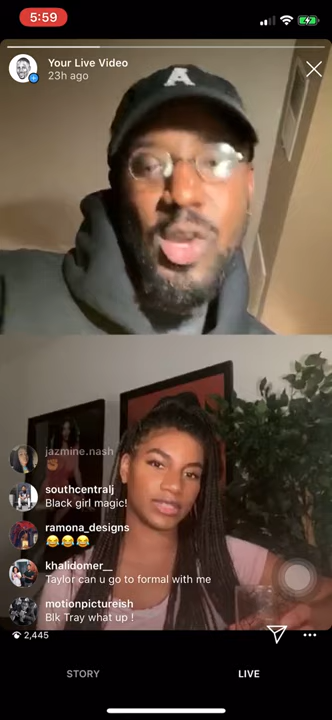 5:59
Your Live Video
23h ago
A
jazmine.nash
southcentralj
Black girl magic!
ramona_designs
😂😂😂
khalidomer__
Taylor can u go to formal with me
motionpictureish
Blk Tray what up !
2,445
STORY
LIVE